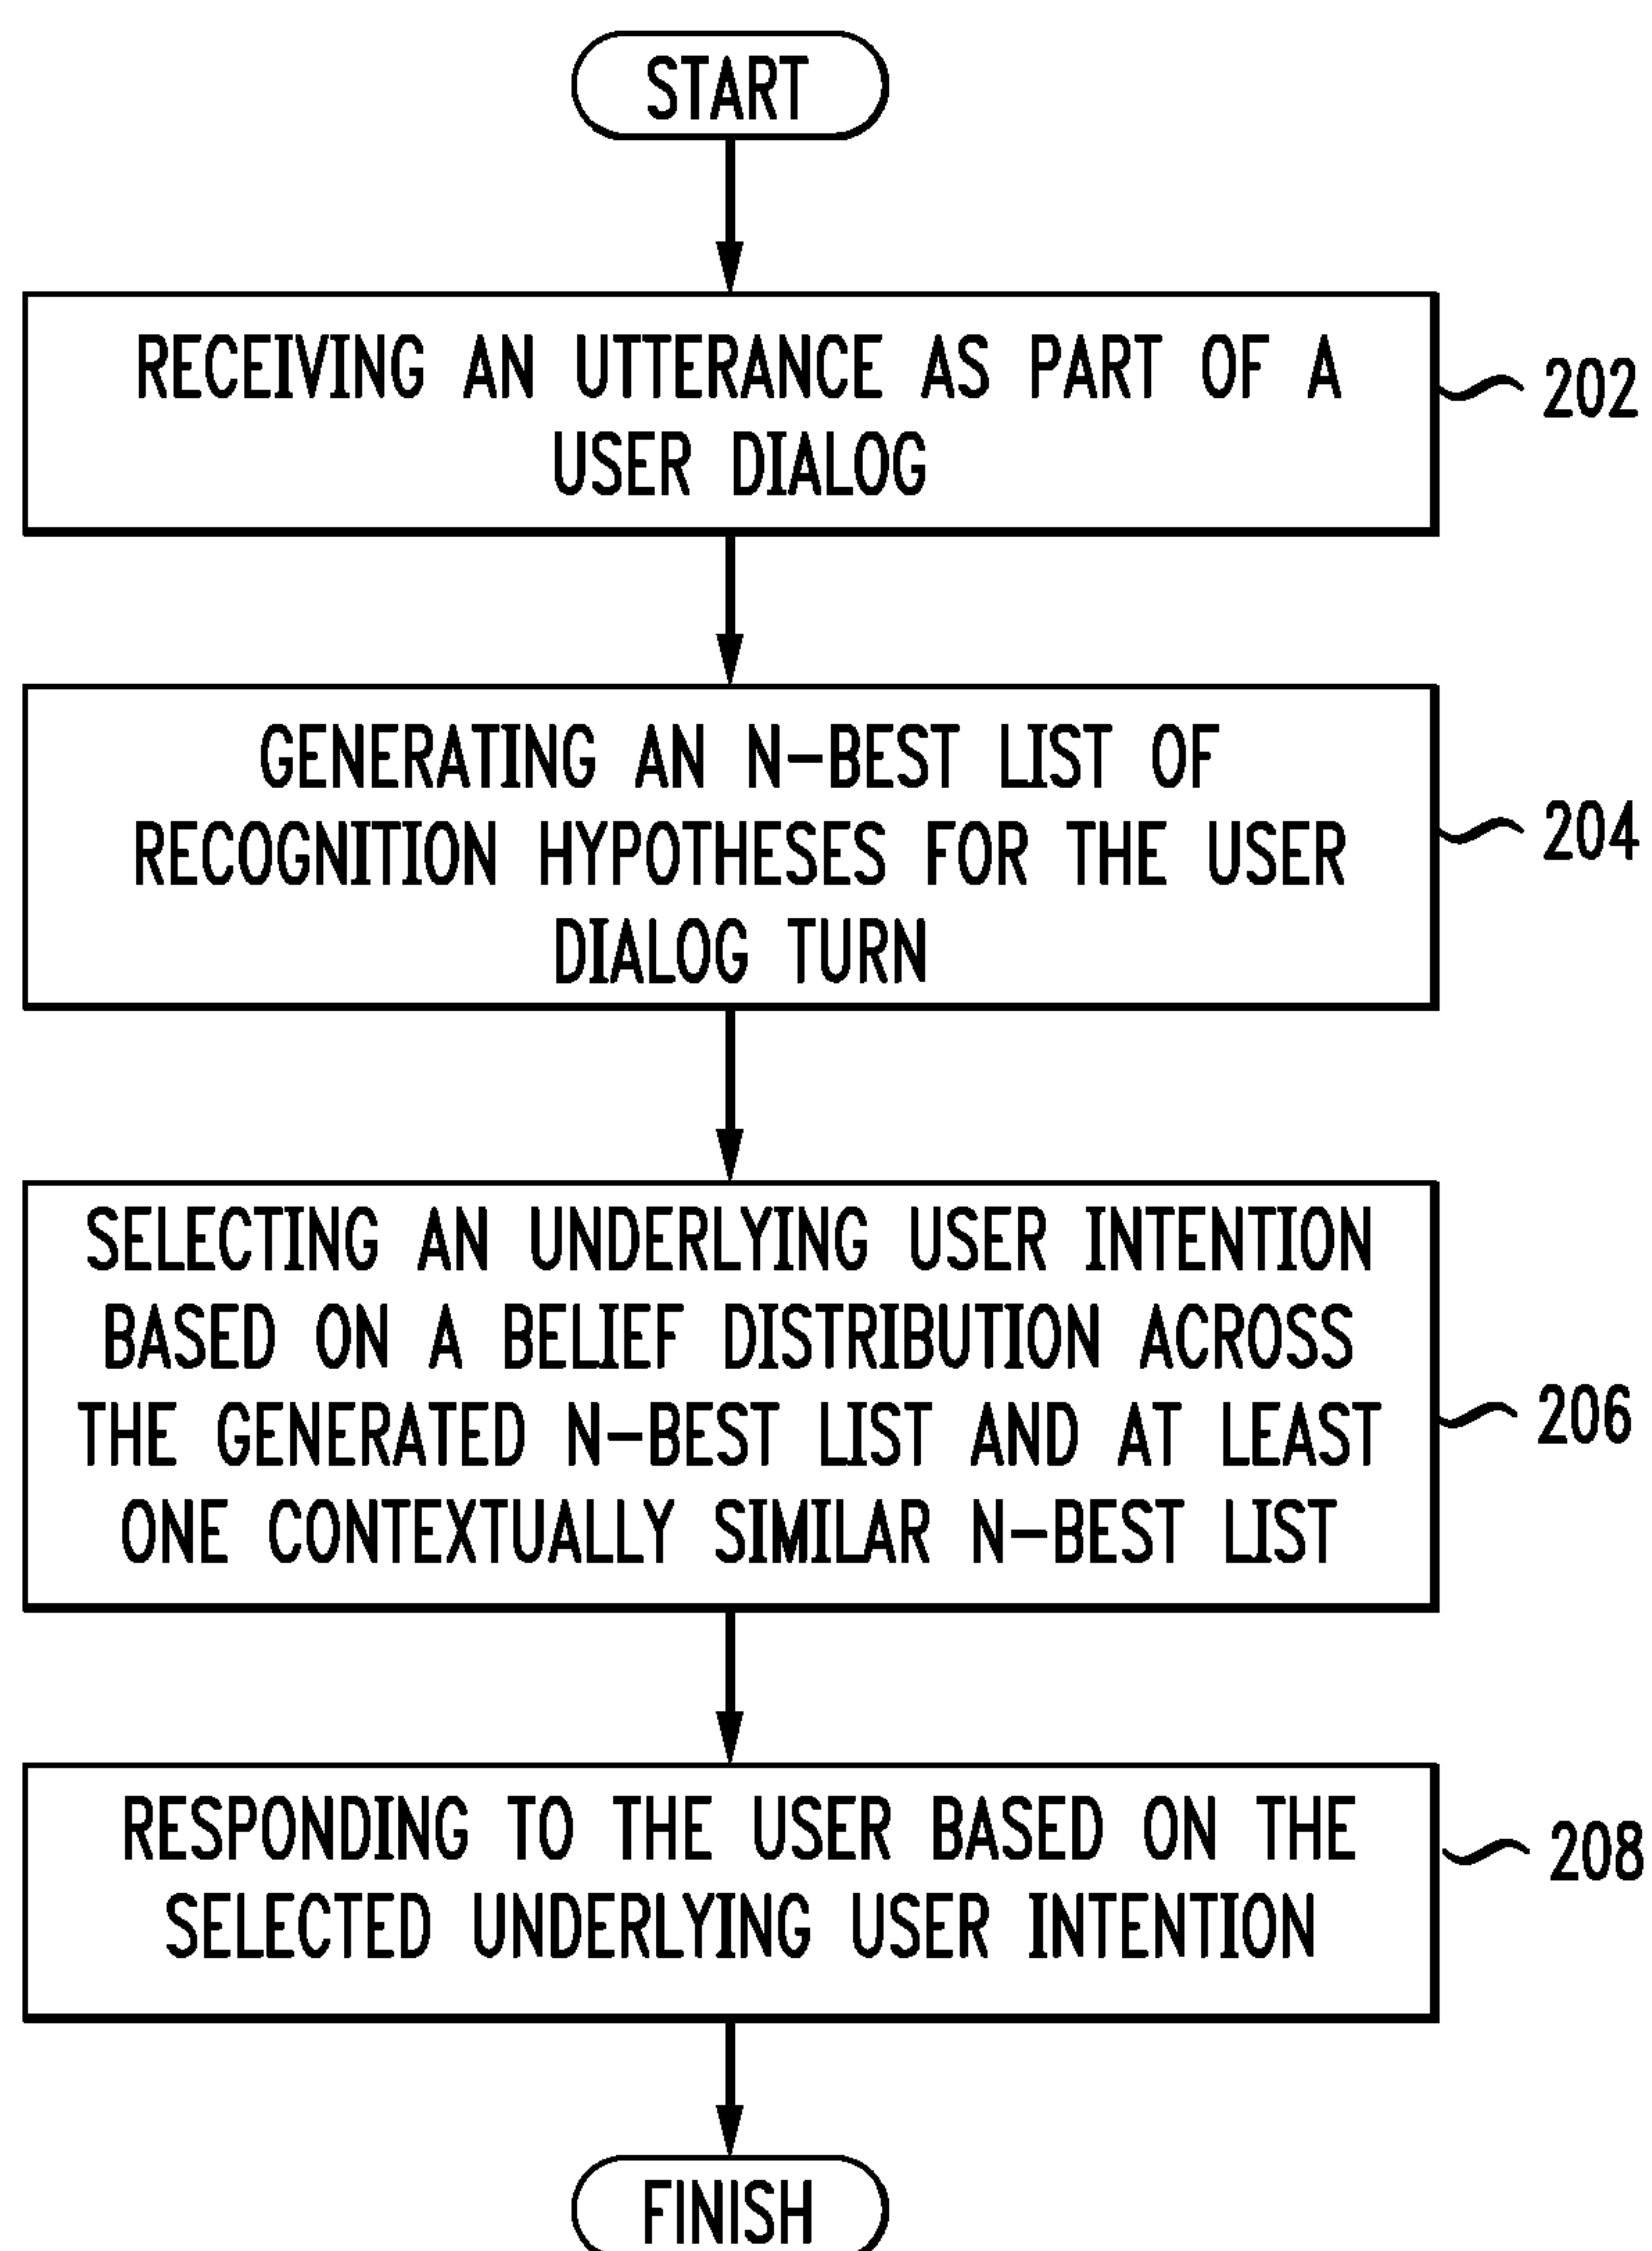 START
RECEIVING AN UTTERANCE AS PART OF A
USER DIALOG
202
GENERATING AN N-BEST LIST OF
RECOGNITION HYPOTHESES FOR THE USER
DIALOG TURN
204
SELECTING AN UNDERLYING USER INTENTION
BASED ON A BELIEF DISTRIBUTION ACROSS
THE GENERATED N-BEST LIST AND AT LEAST
ONE CONTEXTUALLY SIMILAR N-BEST LIST
206
RESPONDING TO THE USER BASED ON THE
SELECTED UNDERLYING USER INTENTION
208
FINISH